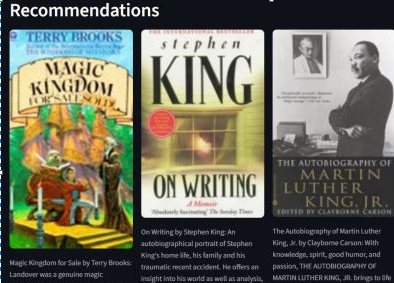 Recommendations
TERRY BROOKS
MAGIC
KINGDOM
FOR SALE-SOLD!
THE INTERNATIONAL BESTSELLER
stephen
KING
ON WRITING
A Memoir
'Absolutely fascinating' The Sunday Times
THE AUTOBIOGRAPHY OF
MARTIN
LUTHER
KING, JR.
EDITED BY CLAYBORNE CARSON
Magic Kingdom for Sale by Terry Brooks:
Landover was a genuine magic
On Writing by Stephen King: An
autobiographical portrait of Stephen
King's home life, his family and his
traumatic recent accident. He offers an
insight into his world as well as analysis,
The Autobiography of Martin Luther
King, Jr. by Clayborne Carson: With
knowledge, spirit, good humor, and
passion, THE AUTOBIOGRAPHY OF
MARTIN LUTHER KING, JR. brings to life